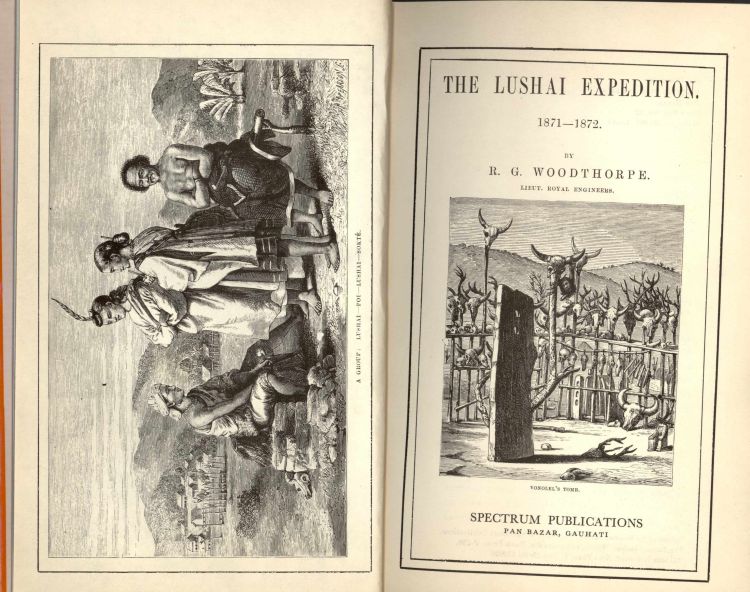 A GROUP; LUSHAI—POI—LUSHAI—SOKTÉ.
THE LUSHAI EXPEDITION.
1871—1872.
BY
R. G. WOODTHORPE.
LIEUT. ROYAL ENGINEERS.
VONOLEL'S TOMB.
SPECTRUM PUBLICATIONS
PAN BAZAR, GAUHATI